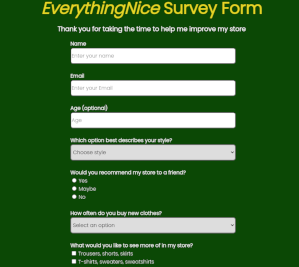 EverythingNice Survey Form
Thank you for taking the time to help me improve my store
Name
Enter your name
Email
Enter your Email
Age (optional)
Age
Which option best describes your style?
Choose style
Would you recommend my store to a friend?
Yes
Maybe
No
How often do you buy new clothes?
Select an option
What would you like to see more of in my store?
Trousers, shorts, skirts
T-shirts, sweaters, sweatshirts